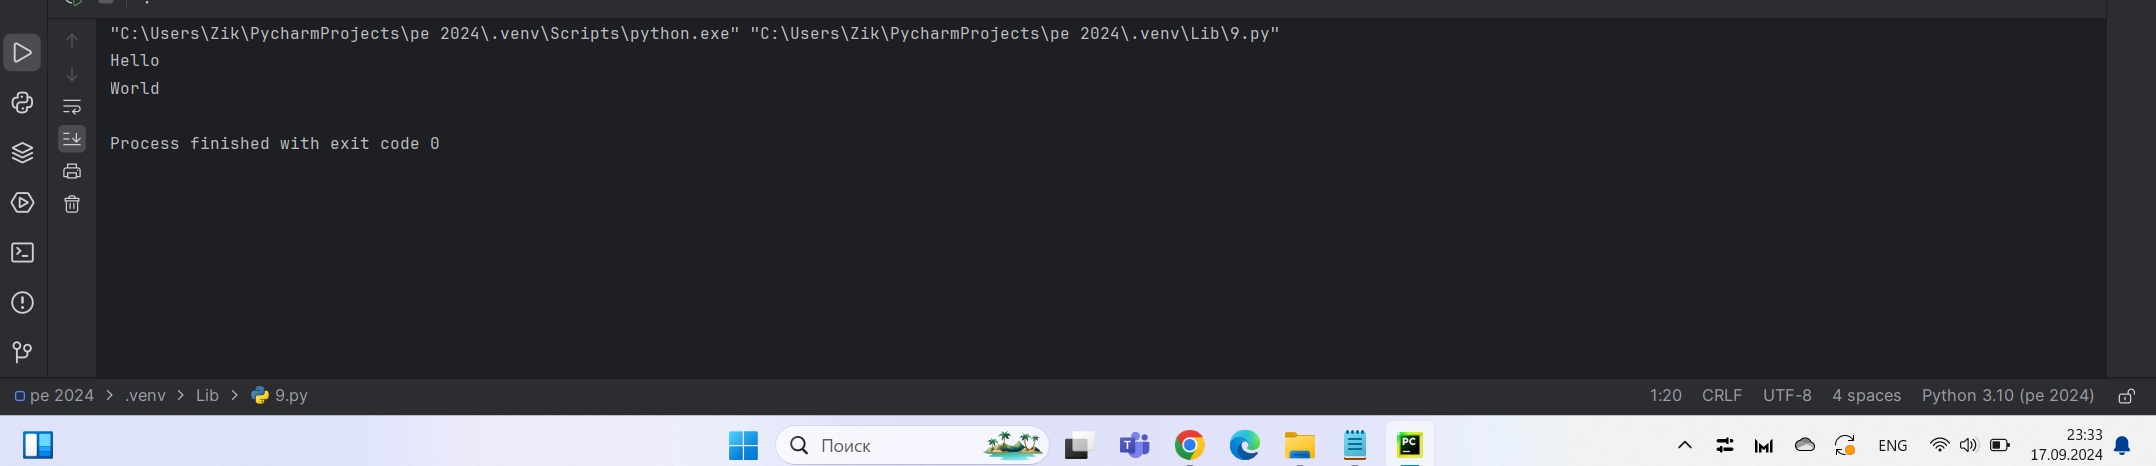 "C:\Users\Zik\PycharmProjects\pe 2024\.venv\Scripts\python.exe" "C:\Users\Zik\PycharmProjects\pe 2024\.venv\Lib\9.py"
Hello
World
Process finished with exit code 0
pe 2024 > .venv > Lib > 9.py
1:20 CRLF UTF-8 4 spaces Python 3.10 (pe 2024)
Поиск
T
PC
ENG
23:33
17.09.2024